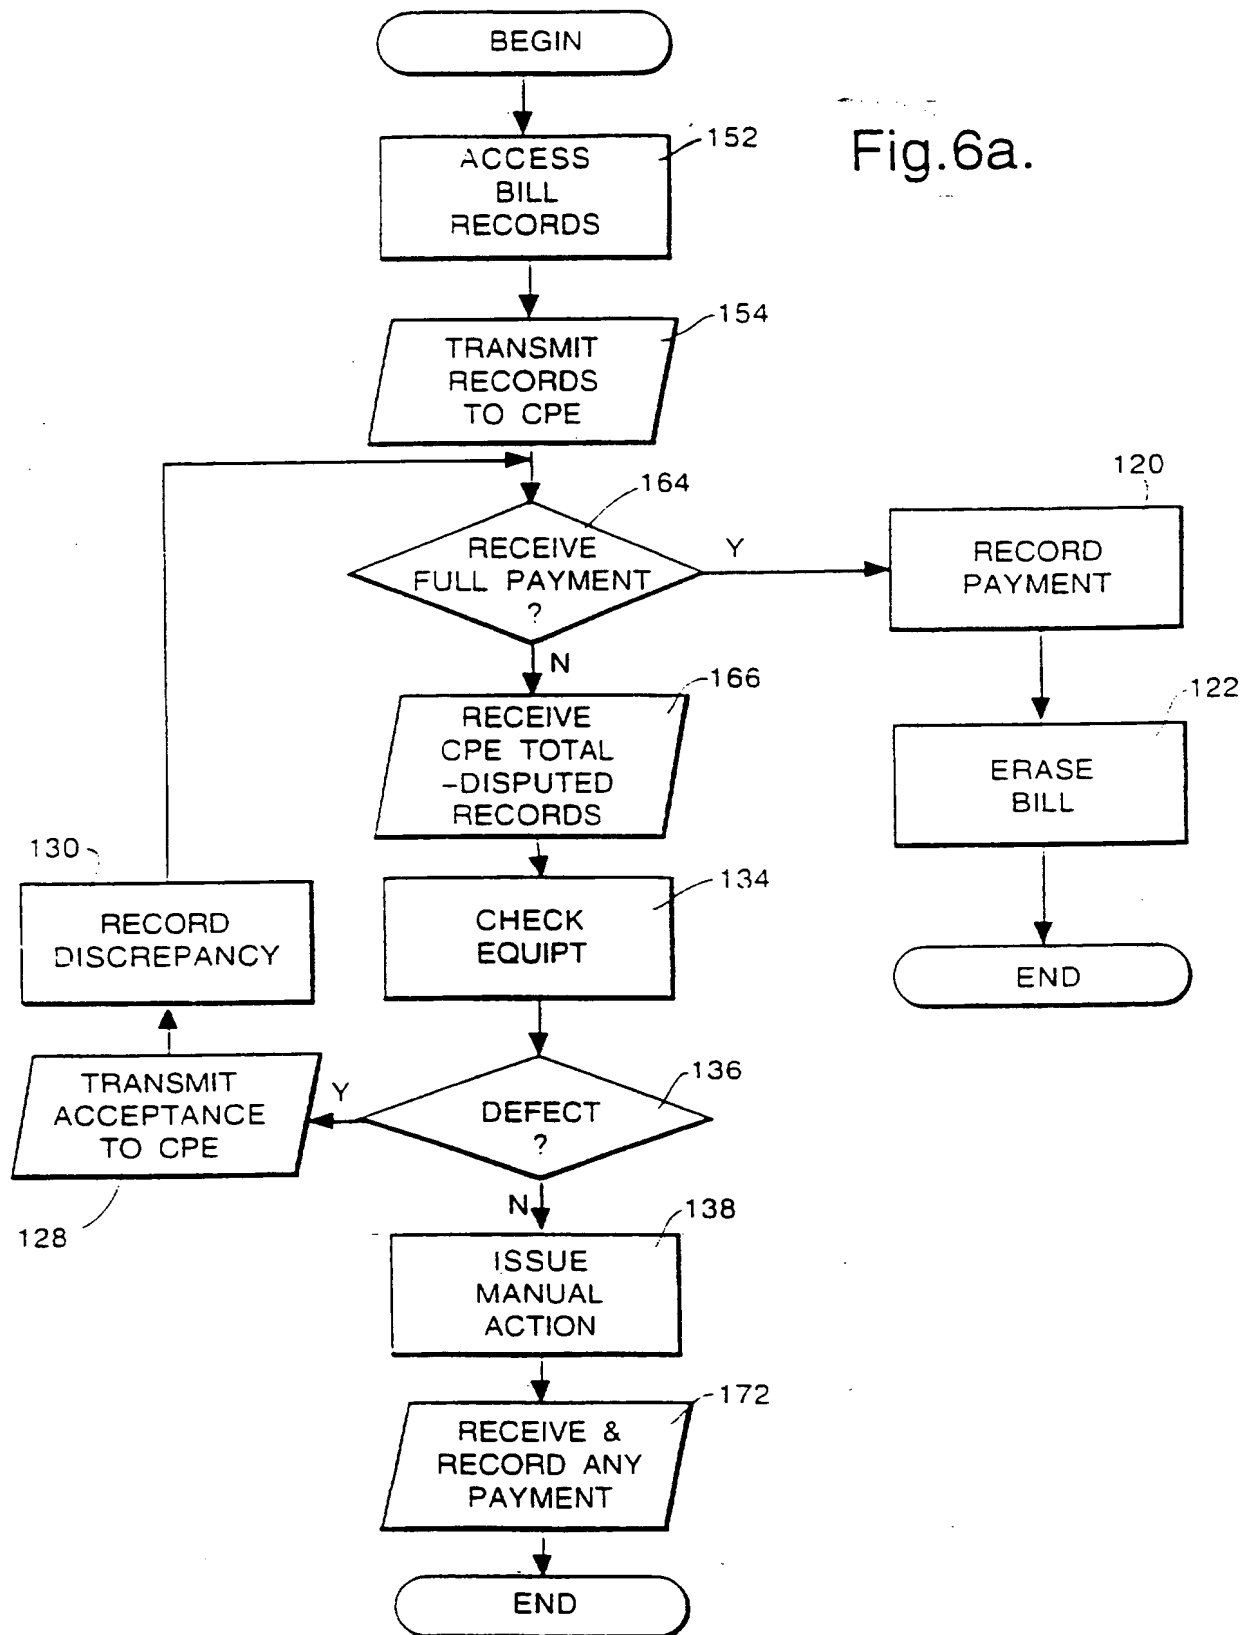 BEGIN
Fig.6a.
152
ACCESS
BILL
RECORDS
154
TRANSMIT
RECORDS
TO CPE
164
RECEIVE
FULL PAYMENT
?
Y
N
120
RECORD
PAYMENT
122
ERASE
BILL
END
166
RECEIVE
CPE TOTAL
-DISPUTED
RECORDS
134
CHECK
EQUIPT
136
DEFECT
?
Y
N
128
TRANSMIT
ACCEPTANCE
TO CPE
130
RECORD
DISCREPANCY
138
ISSUE
MANUAL
ACTION
172
RECEIVE &
RECORD ANY
PAYMENT
END